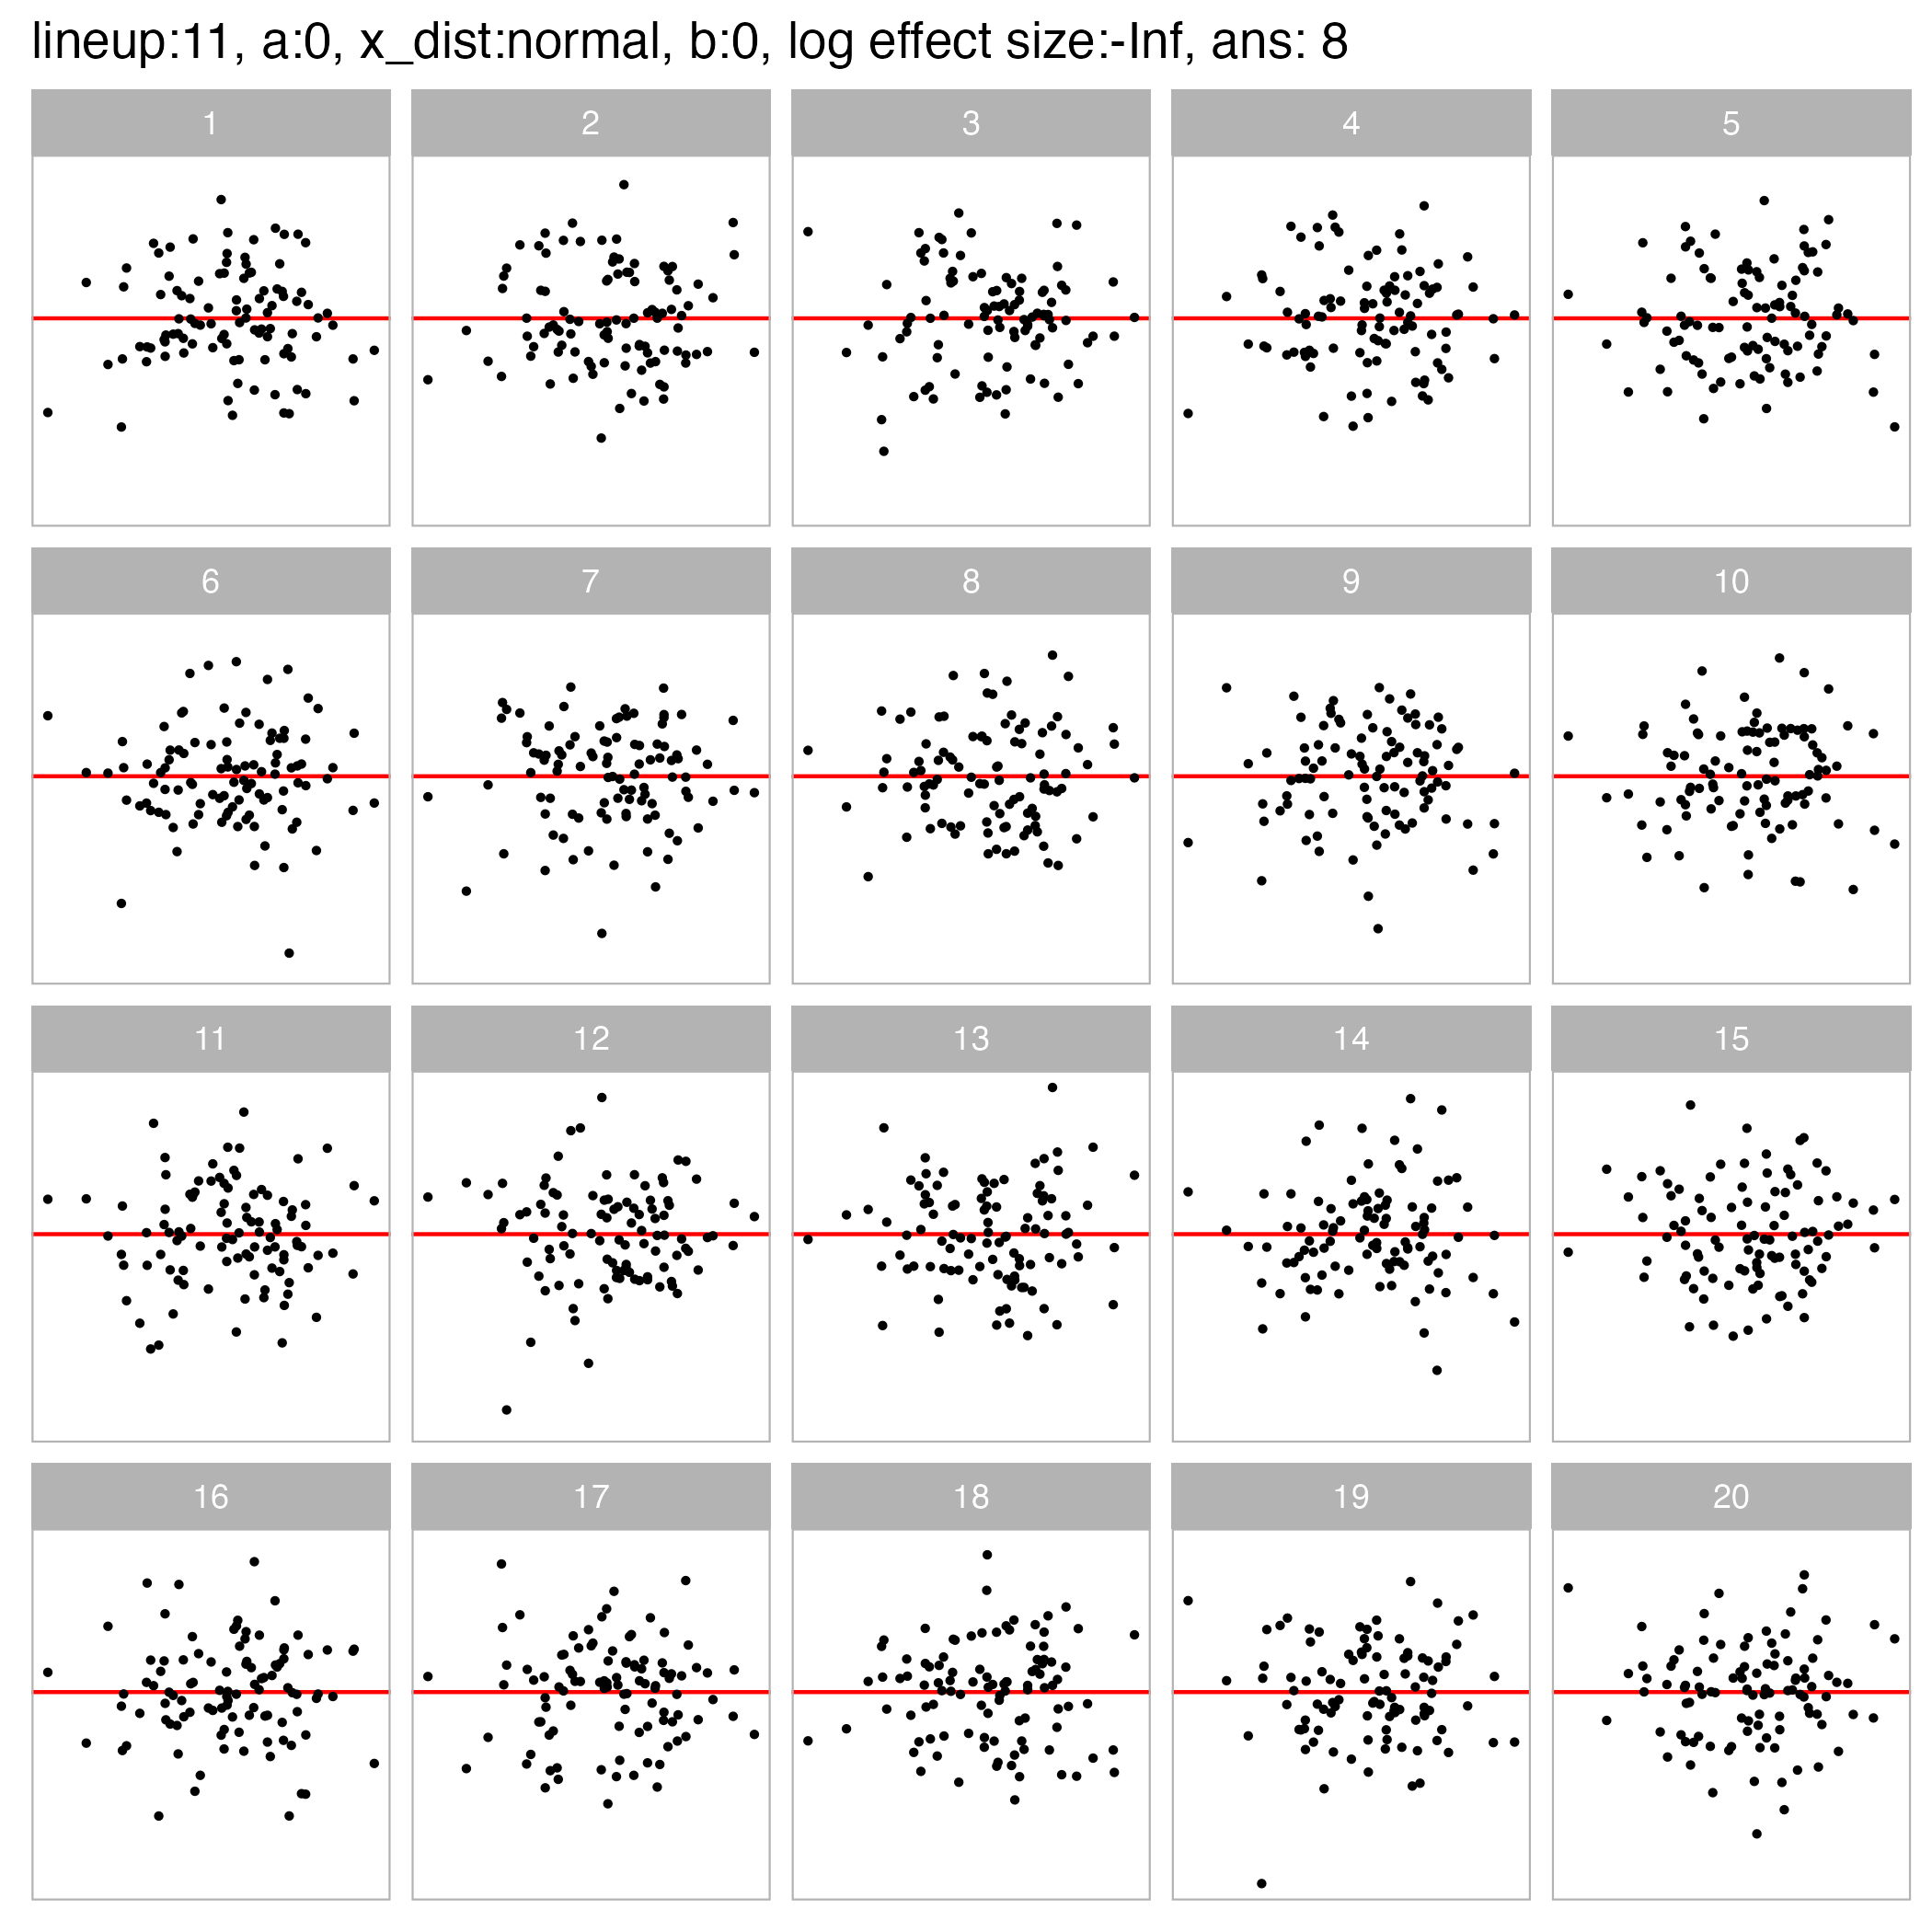 lineup:11, a:0, x_dist:normal, b:0, log effect size:-Inf, ans: 8
1 2 3 4 5
6 7 8 9 10
11 12 13 14 15
16 17 18 19 20